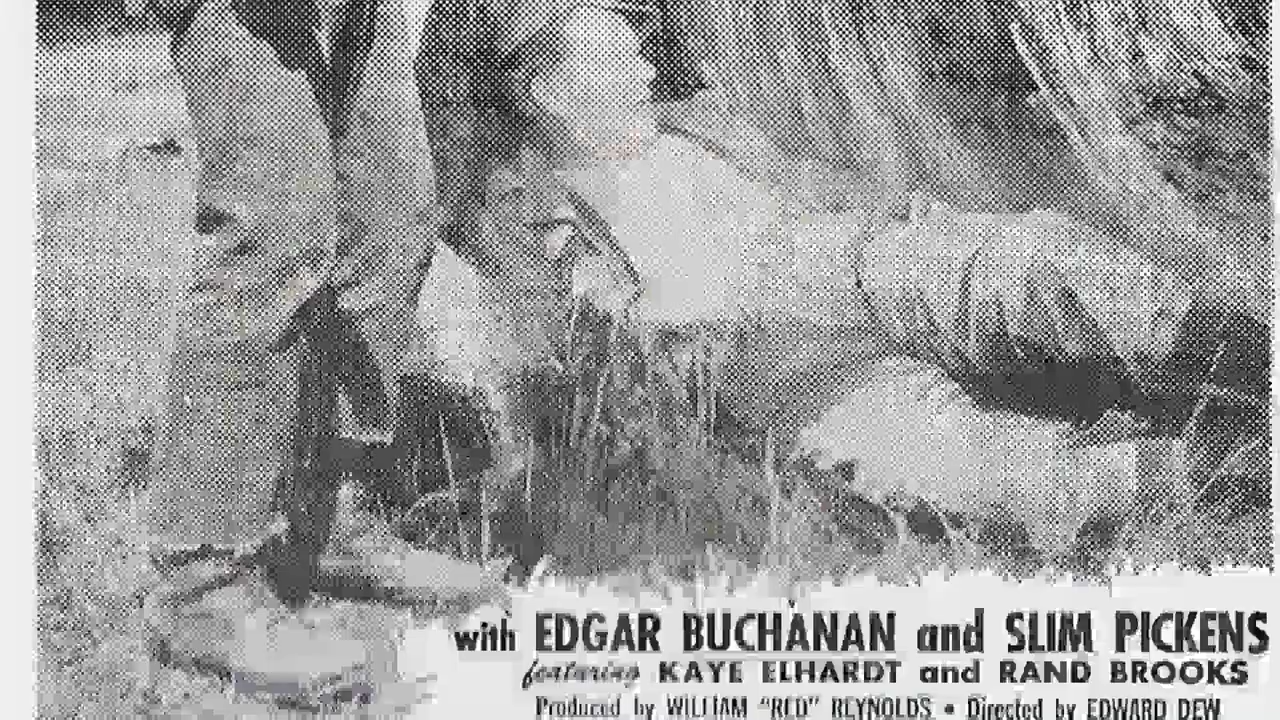 with EDGAR BUCHANAN and SLIM PICKENS
featuring KAYE ELHARDT and RAND BROOKS
Produced by WILLIAM "RED" REYNOLDS • Directed by EDWARD DEW